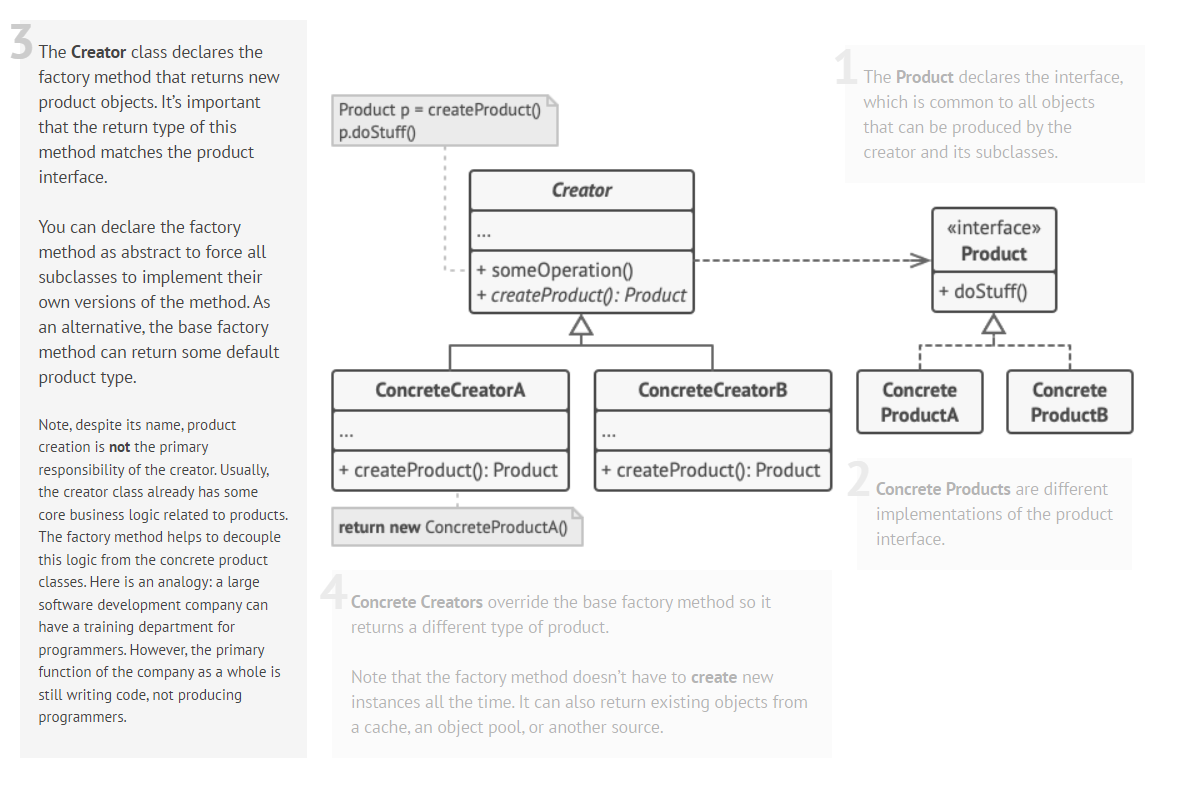 3
The Creator class declares the
factory method that returns new
product objects. It’s important
that the return type of this
method matches the product
interface.
You can declare the factory
method as abstract to force all
subclasses to implement their
own versions of the method. As
an alternative, the base factory
method can return some default
product type.
Note, despite its name, product
creation is not the primary
responsibility of the creator. Usually,
the creator class already has some
core business logic related to products.
The factory method helps to decouple
this logic from the concrete product
classes. Here is an analogy: a large
software development company can
have a training department for
programmers. However, the primary
function of the company as a whole is
still writing code, not producing
programmers.
Product p = createProduct()
p.doStuff()
Creator
...
+ someOperation()
+ createProduct(): Product
ConcreteCreatorA
...
+ createProduct(): Product
ConcreteCreatorB
...
+ createProduct(): Product
return new ConcreteProductA()
1
The Product declares the interface,
which is common to all objects
that can be produced by the
creator and its subclasses.
«interface»
Product
+ doStuff()
Concrete
ProductA
Concrete
ProductB
2
Concrete Products are different
implementations of the product
interface.
4
Concrete Creators override the base factory method so it
returns a different type of product.
Note that the factory method doesn’t have to create new
instances all the time. It can also return existing objects from
a cache, an object pool, or another source.